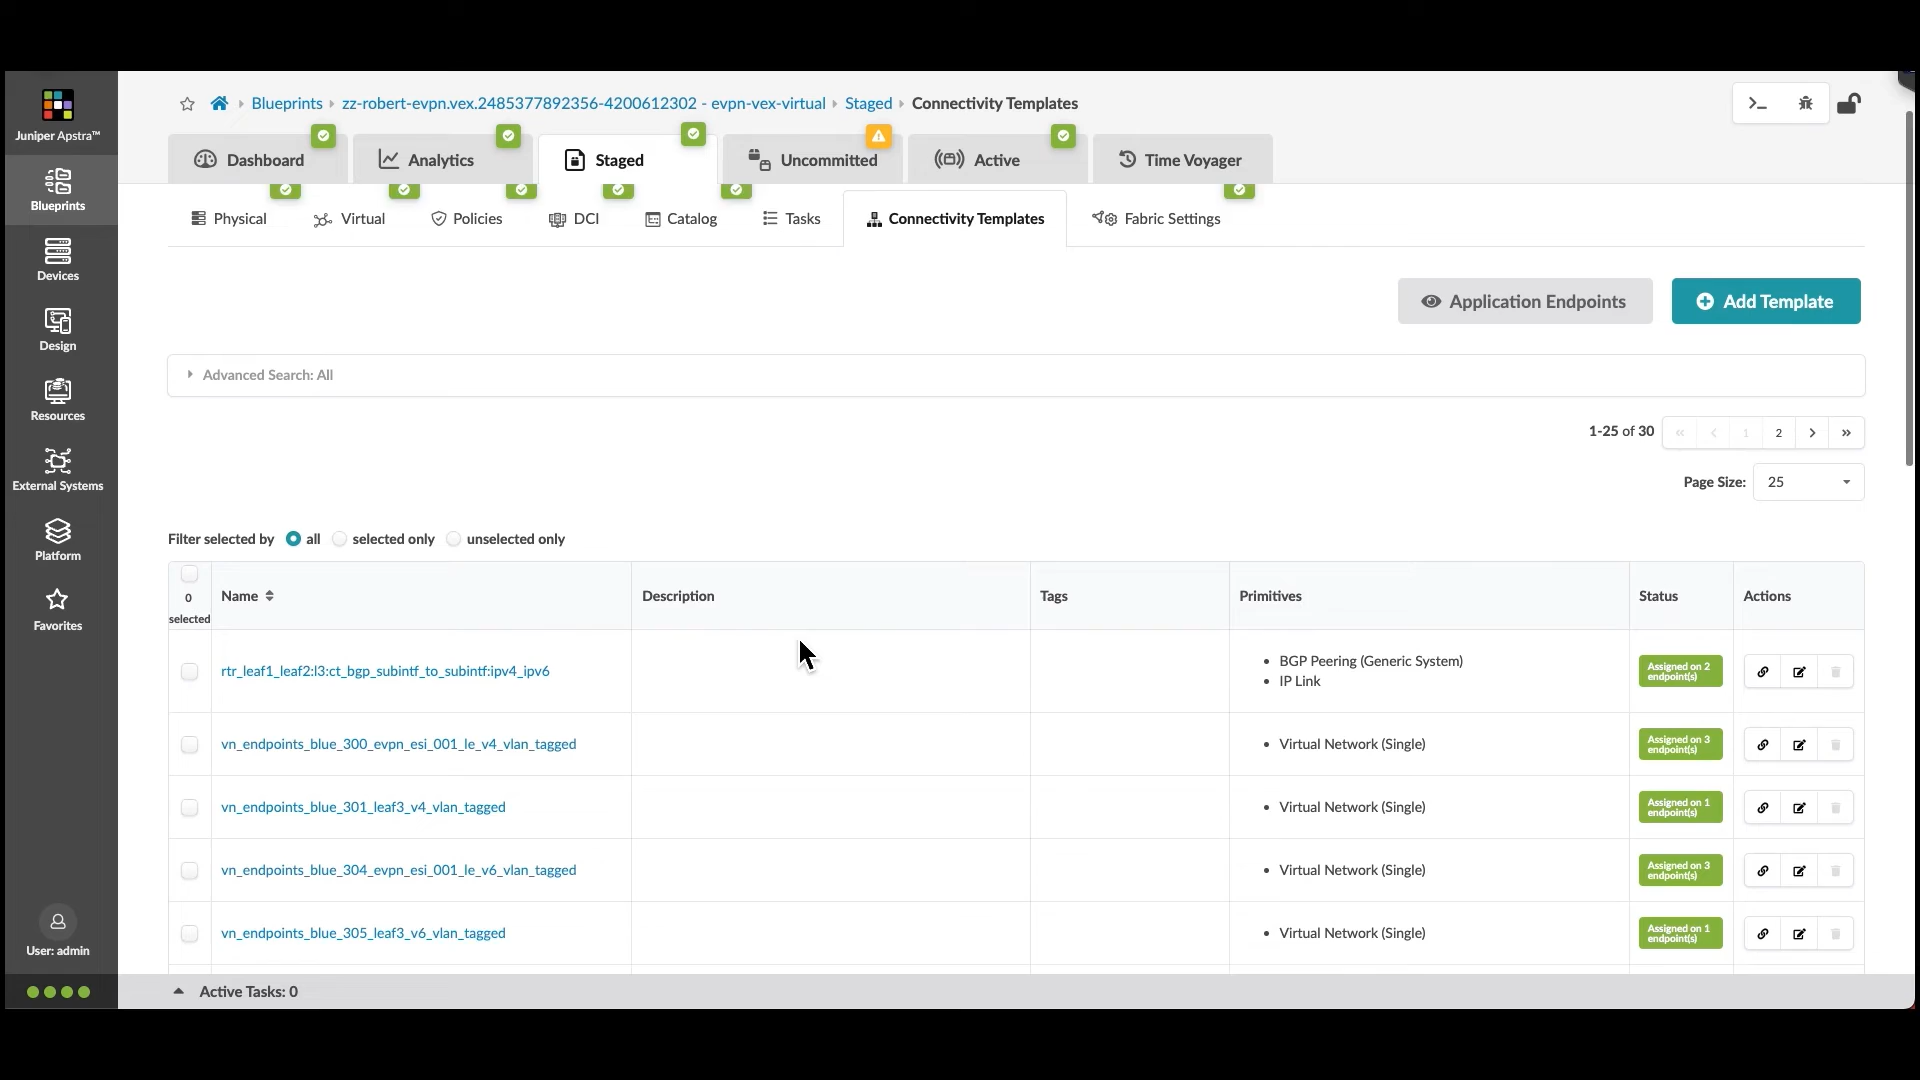 Juniper Apstra™
Blueprints
Devices
Design
Resources
External Systems
Platform
Favorites
User: admin
Blueprints zz-robert-evpn.vex.2485377892356-4200612302 - evpn-vex-virtual Staged Connectivity Templates
Dashboard Analytics Staged Uncommitted Active Time Voyager
Physical Virtual Policies DCI Catalog Tasks Connectivity Templates Fabric Settings
Application Endpoints Add Template
Advanced Search: All
1-25 of 30 « ‹ 1 2 › »
Page Size: 25
Filter selected by all selected only unselected only
0 selected Name Description Tags Primitives Status Actions
rtr_leaf1_leaf2:l3:ct_bgp_subintf_to_subintf:ipv4_ipv6
• BGP Peering (Generic System)
• IP Link
Assigned on 2
endpoint(s)
vn_endpoints_blue_300_evpn_esi_001_le_v4_vlan_tagged
• Virtual Network (Single)
Assigned on 3
endpoint(s)
vn_endpoints_blue_301_leaf3_v4_vlan_tagged
• Virtual Network (Single)
Assigned on 1
endpoint(s)
vn_endpoints_blue_304_evpn_esi_001_le_v6_vlan_tagged
• Virtual Network (Single)
Assigned on 3
endpoint(s)
vn_endpoints_blue_305_leaf3_v6_vlan_tagged
• Virtual Network (Single)
Assigned on 1
endpoint(s)
Active Tasks: 0